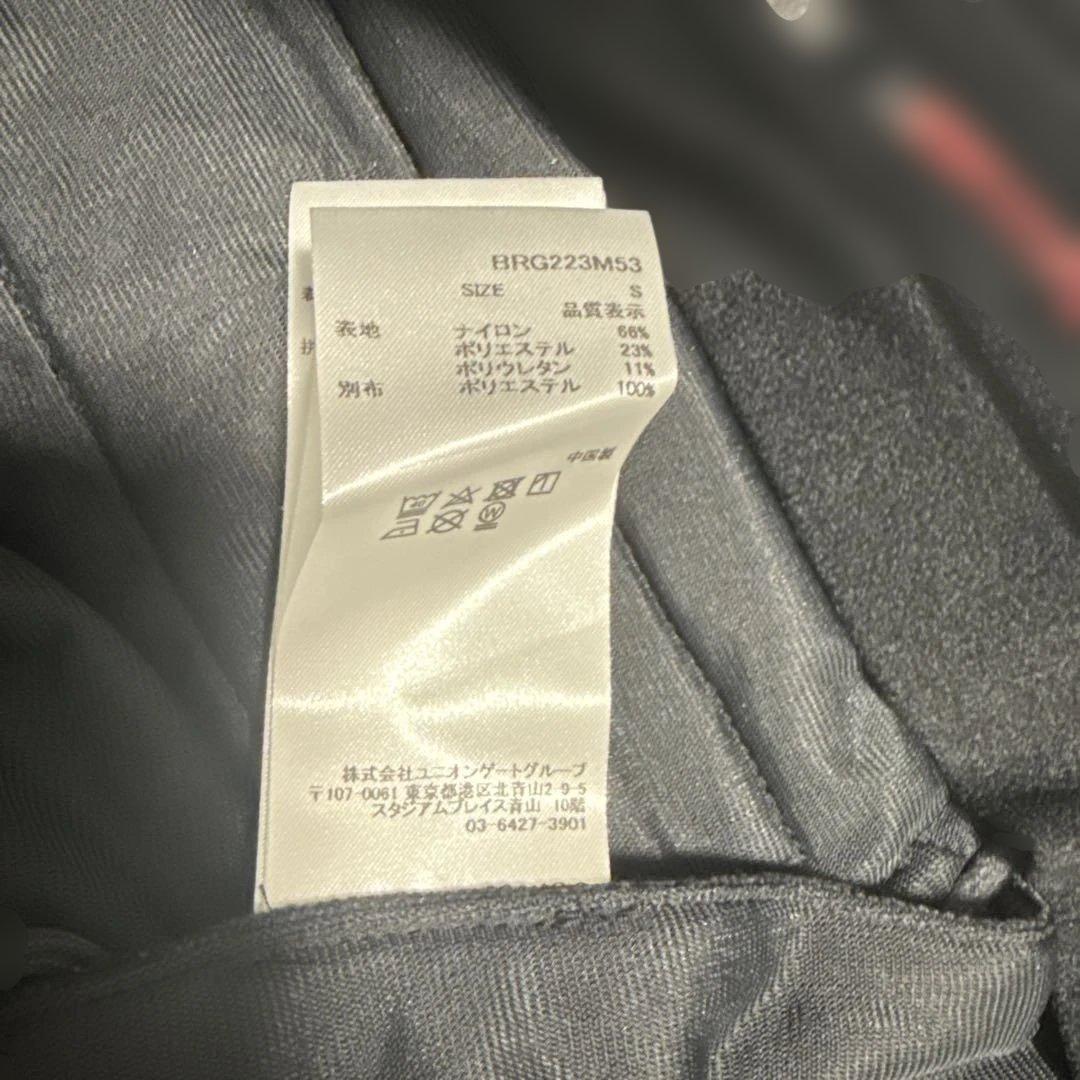 BRG223M53
SIZE S
品質表示
表地 ナイロン 66%
ポリエステル 23%
ポリウレタン 11%
別布 ポリエステル 100%
中国製
株式会社ユニオンゲートグループ
〒107-0061 東京都港区北青山2-9-5
スタジアムプレイス青山 10階
03-6427-3901